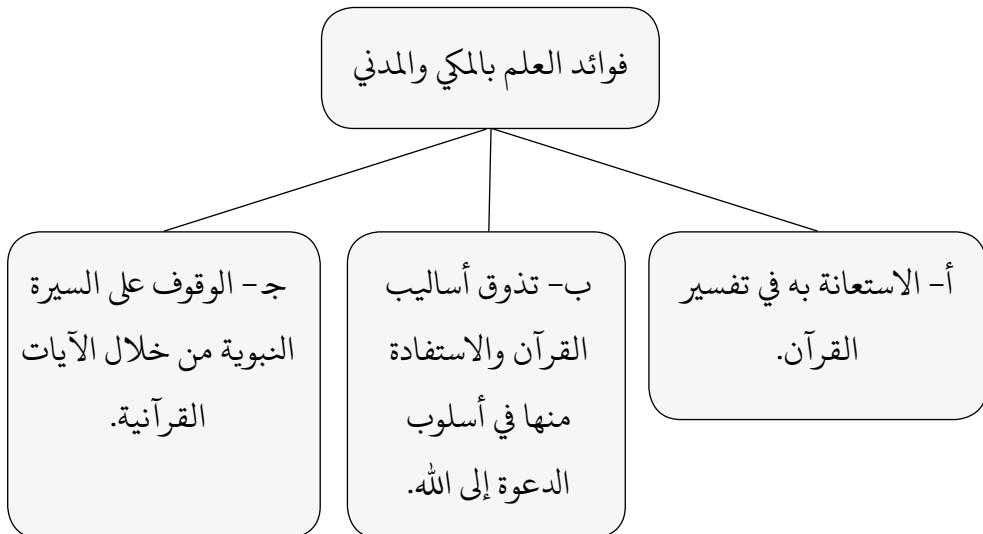 فوائد العلم بالمكي والمدني
أ- الاستعانة به في تفسير
القرآن.
ب- تذوق أساليب
القرآن والاستفادة
منها في أسلوب
الدعوة إلى الله.
جـ- الوقوف على السيرة
النبوية من خلال الآيات
القرآنية.